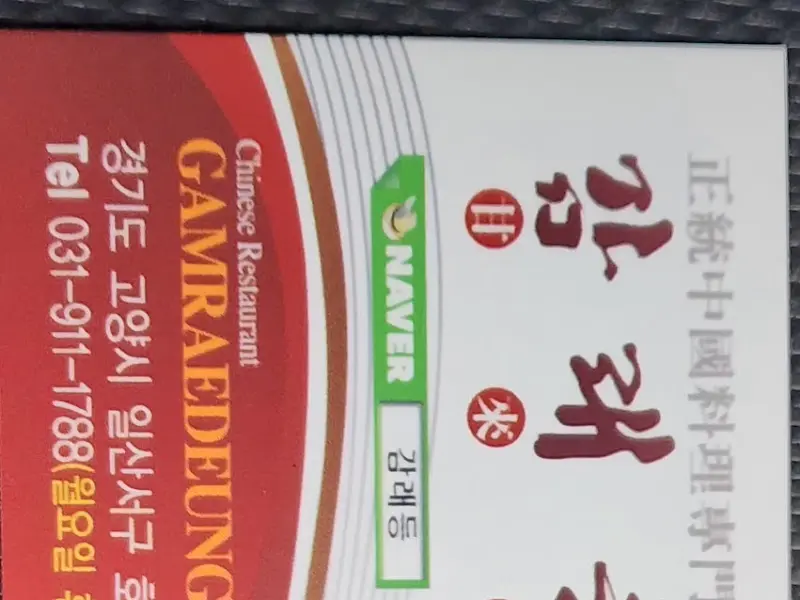 正統中國料理專門
감래
甘 來
NAVER 감래등
Chinese Restaurant
GAMRAEDEUNG
경기도 고양시 일산서구
Tel 031-911-1788(월요일